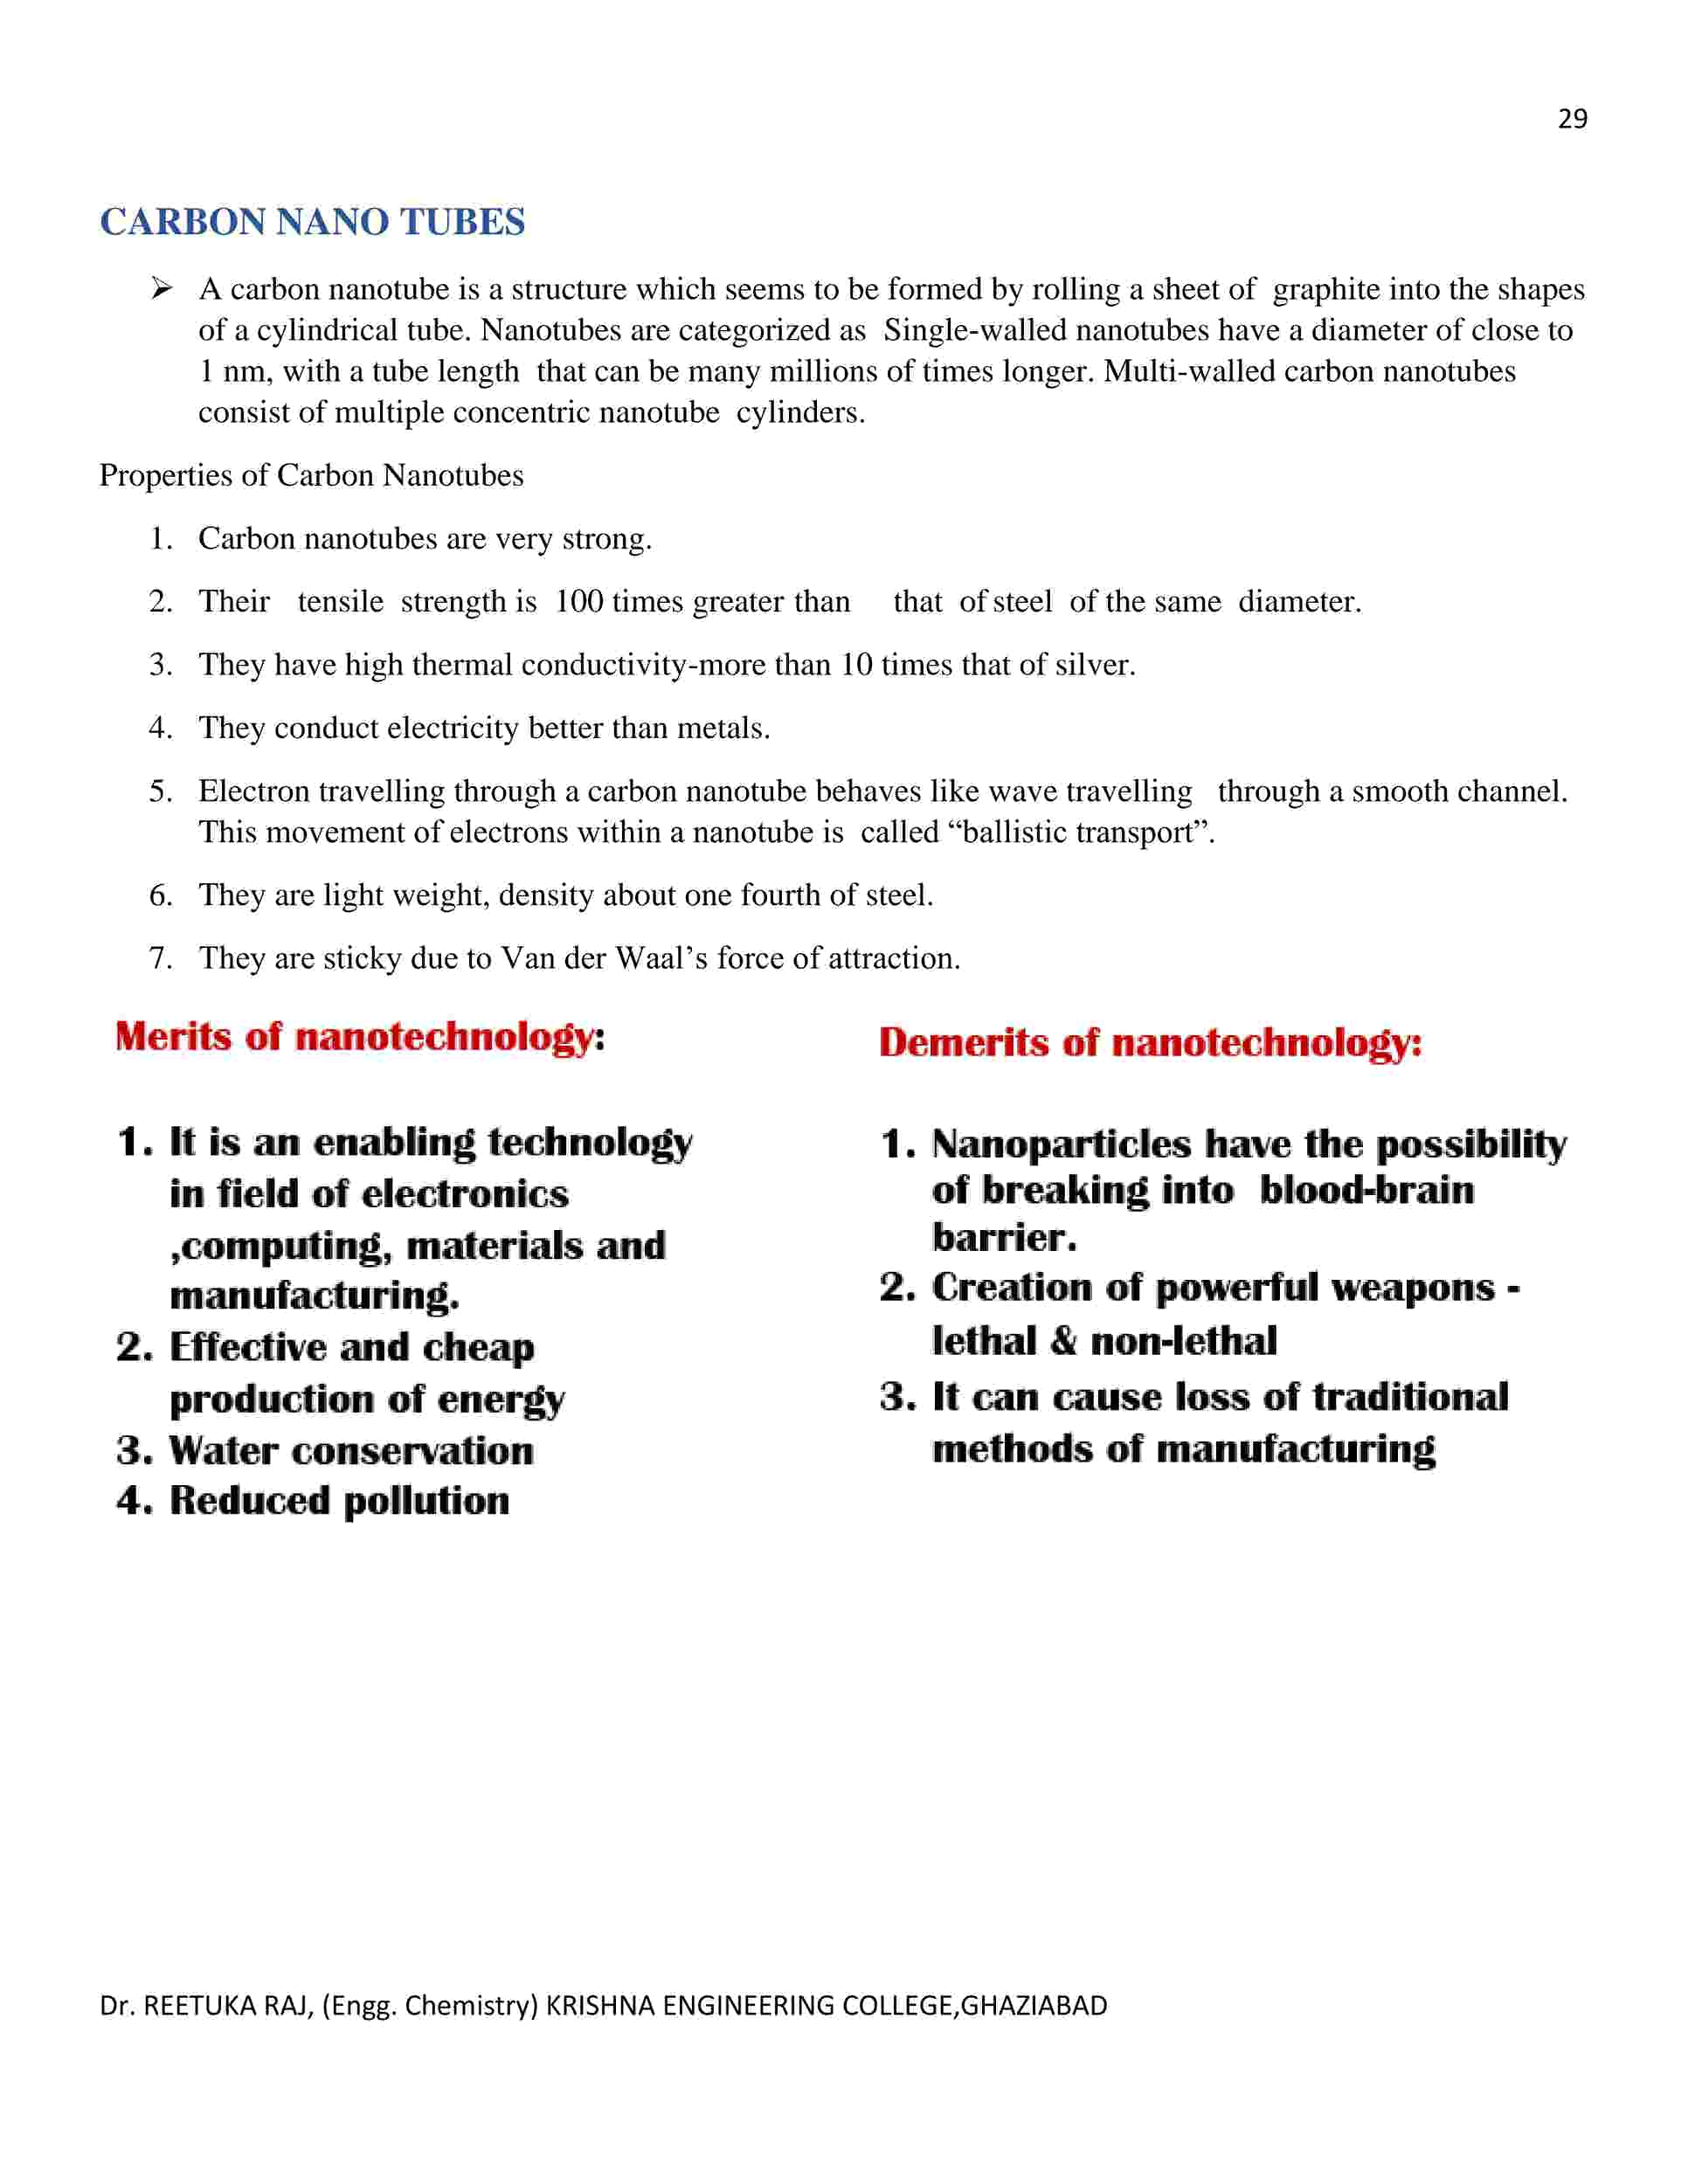 29
CARBON NANO TUBES
➢ A carbon nanotube is a structure which seems to be formed by rolling a sheet of graphite into the shapes
of a cylindrical tube. Nanotubes are categorized as Single-walled nanotubes have a diameter of close to
1 nm, with a tube length that can be many millions of times longer. Multi-walled carbon nanotubes
consist of multiple concentric nanotube cylinders.
Properties of Carbon Nanotubes
1. Carbon nanotubes are very strong.
2. Their tensile strength is 100 times greater than that of steel of the same diameter.
3. They have high thermal conductivity-more than 10 times that of silver.
4. They conduct electricity better than metals.
5. Electron travelling through a carbon nanotube behaves like wave travelling through a smooth channel.
This movement of electrons within a nanotube is called “ballistic transport”.
6. They are light weight, density about one fourth of steel.
7. They are sticky due to Van der Waal’s force of attraction.
Merits of nanotechnology:
1. It is an enabling technology
in field of electronics
,computing, materials and
manufacturing.
2. Effective and cheap
production of energy
3. Water conservation
4. Reduced pollution
Demerits of nanotechnology:
1. Nanoparticles have the possibility
of breaking into blood-brain
barrier.
2. Creation of powerful weapons -
lethal & non-lethal
3. It can cause loss of traditional
methods of manufacturing
Dr. REETUKA RAJ, (Engg. Chemistry) KRISHNA ENGINEERING COLLEGE,GHAZIABAD